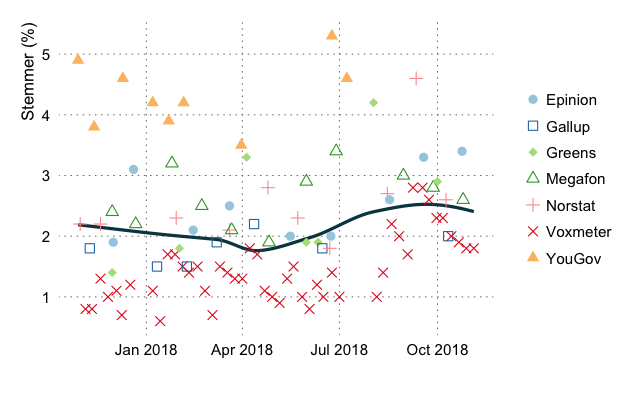 Stemmer (%)
5
4
3
2
1
Jan 2018 Apr 2018 Jul 2018 Oct 2018
Epinion
Gallup
Greens
Megafon
Norstat
Voxmeter
YouGov